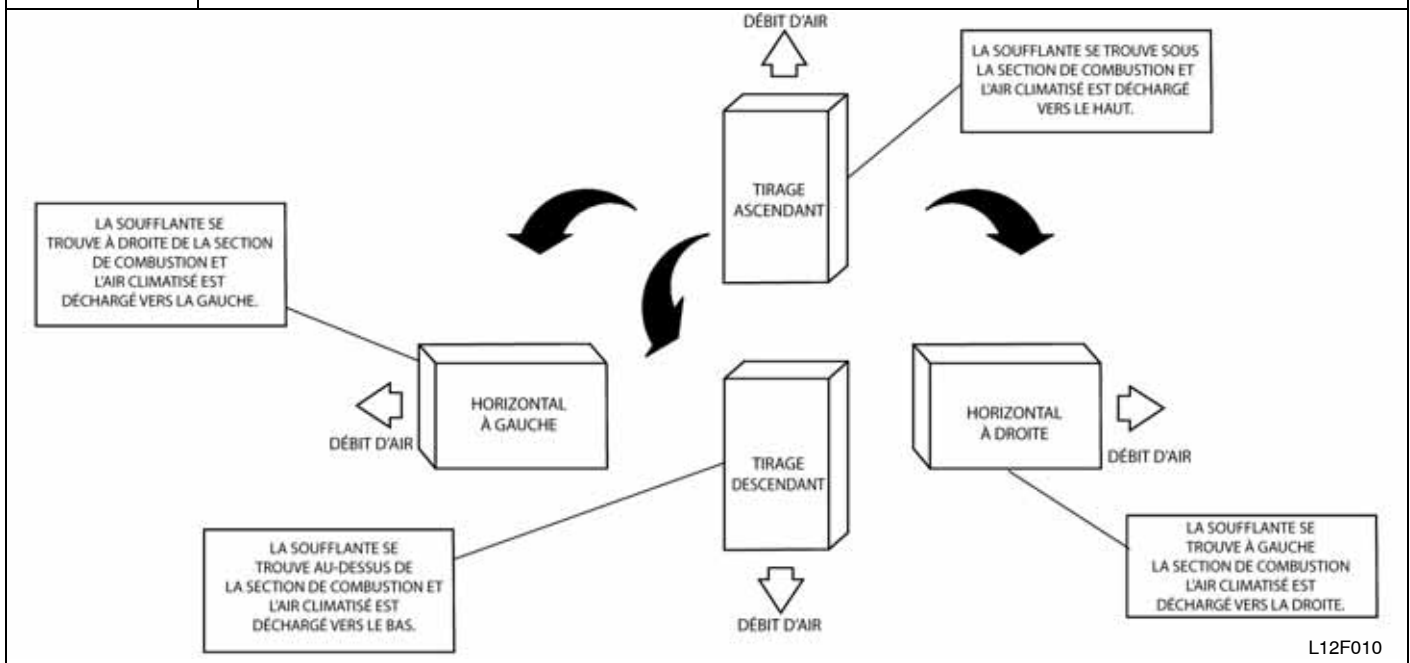 DÉBIT D'AIR
LA SOUFFLANTE SE TROUVE SOUS
LA SECTION DE COMBUSTION ET
L'AIR CLIMATISÉ EST DÉCHARGÉ
VERS LE HAUT.
TIRAGE
ASCENDANT
LA SOUFFLANTE SE
TROUVE À DROITE DE LA SECTION
DE COMBUSTION ET
L'AIR CLIMATISÉ EST
DÉCHARGÉ VERS LA GAUCHE.
HORIZONTAL
À GAUCHE
DÉBIT D'AIR
TIRAGE
DESCENDANT
HORIZONTAL
À DROITE
DÉBIT D'AIR
LA SOUFFLANTE SE
TROUVE AU-DESSUS DE
LA SECTION DE COMBUSTION ET
L'AIR CLIMATISÉ EST
DÉCHARGÉ VERS LE BAS.
DÉBIT D'AIR
LA SOUFFLANTE SE
TROUVE À GAUCHE
LA SECTION DE COMBUSTION
L'AIR CLIMATISÉ EST
DÉCHARGÉ VERS LA DROITE.
L12F010